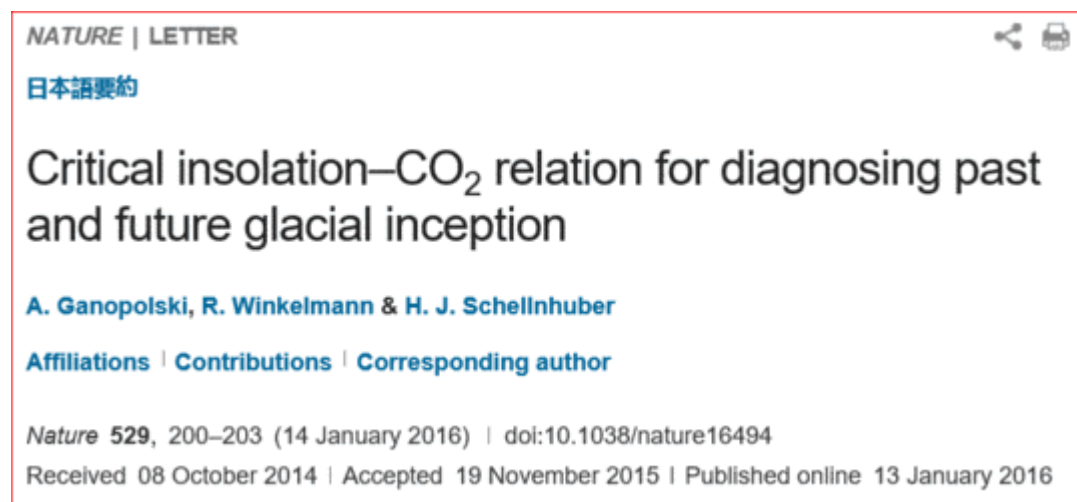 NATURE | LETTER
日本語要約
Critical insolation–CO₂ relation for diagnosing past
and future glacial inception
A. Ganopolski, R. Winkelmann & H. J. Schellnhuber
Affiliations | Contributions | Corresponding author
Nature 529, 200–203 (14 January 2016) | doi:10.1038/nature16494
Received 08 October 2014 | Accepted 19 November 2015 | Published online 13 January 2016